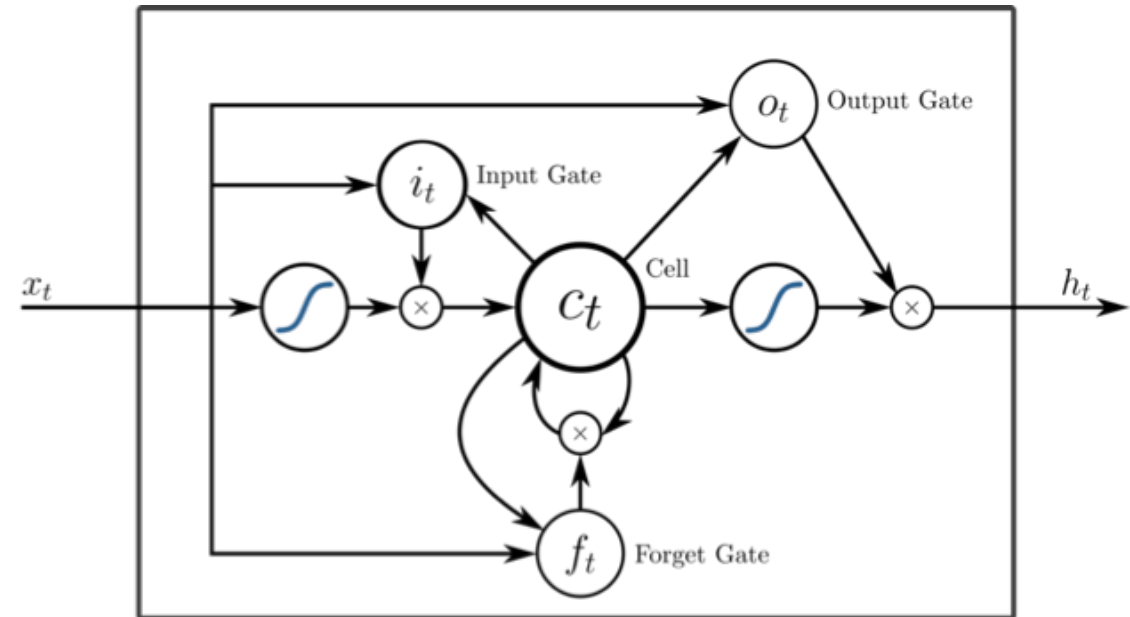 o_t Output Gate
i_t Input Gate
x_t
Cell
c_t
h_t
×
×
×
f_t Forget Gate